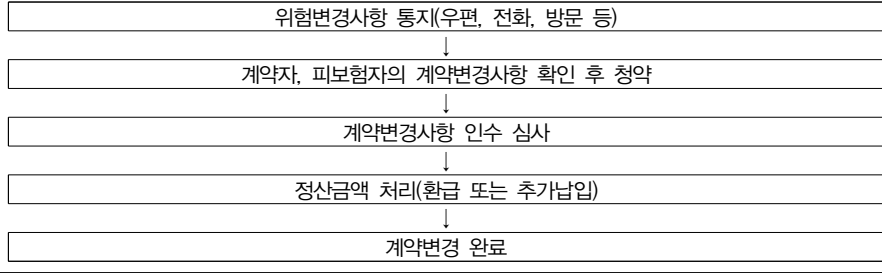 위험변경사항 통지(우편, 전화, 방문 등)
↓
계약자, 피보험자의 계약변경사항 확인 후 청약
↓
계약변경사항 인수 심사
↓
정산금액 처리(환급 또는 추가납입)
↓
계약변경 완료